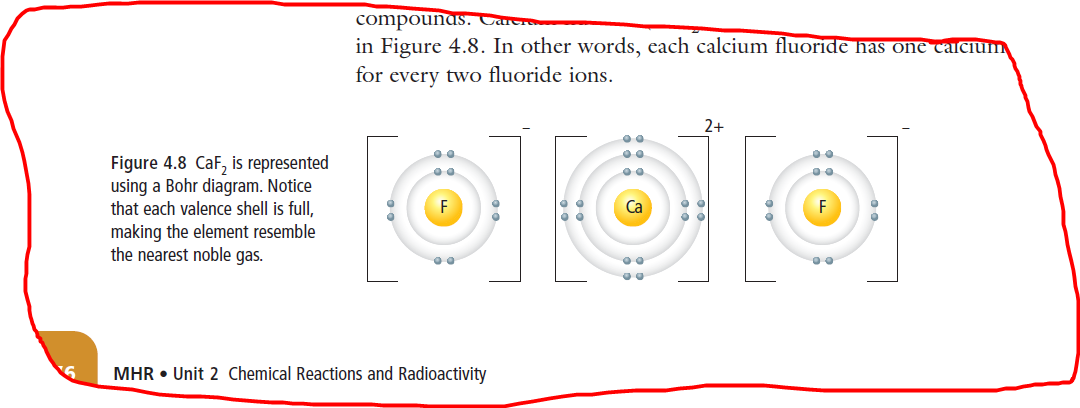 compounds.
in Figure 4.8. In other words, each calcium fluoride has one calcium
for every two fluoride ions.
Figure 4.8 CaF₂ is represented
using a Bohr diagram. Notice
that each valence shell is full,
making the element resemble
the nearest noble gas.
– 2+ –
F Ca F
MHR • Unit 2 Chemical Reactions and Radioactivity